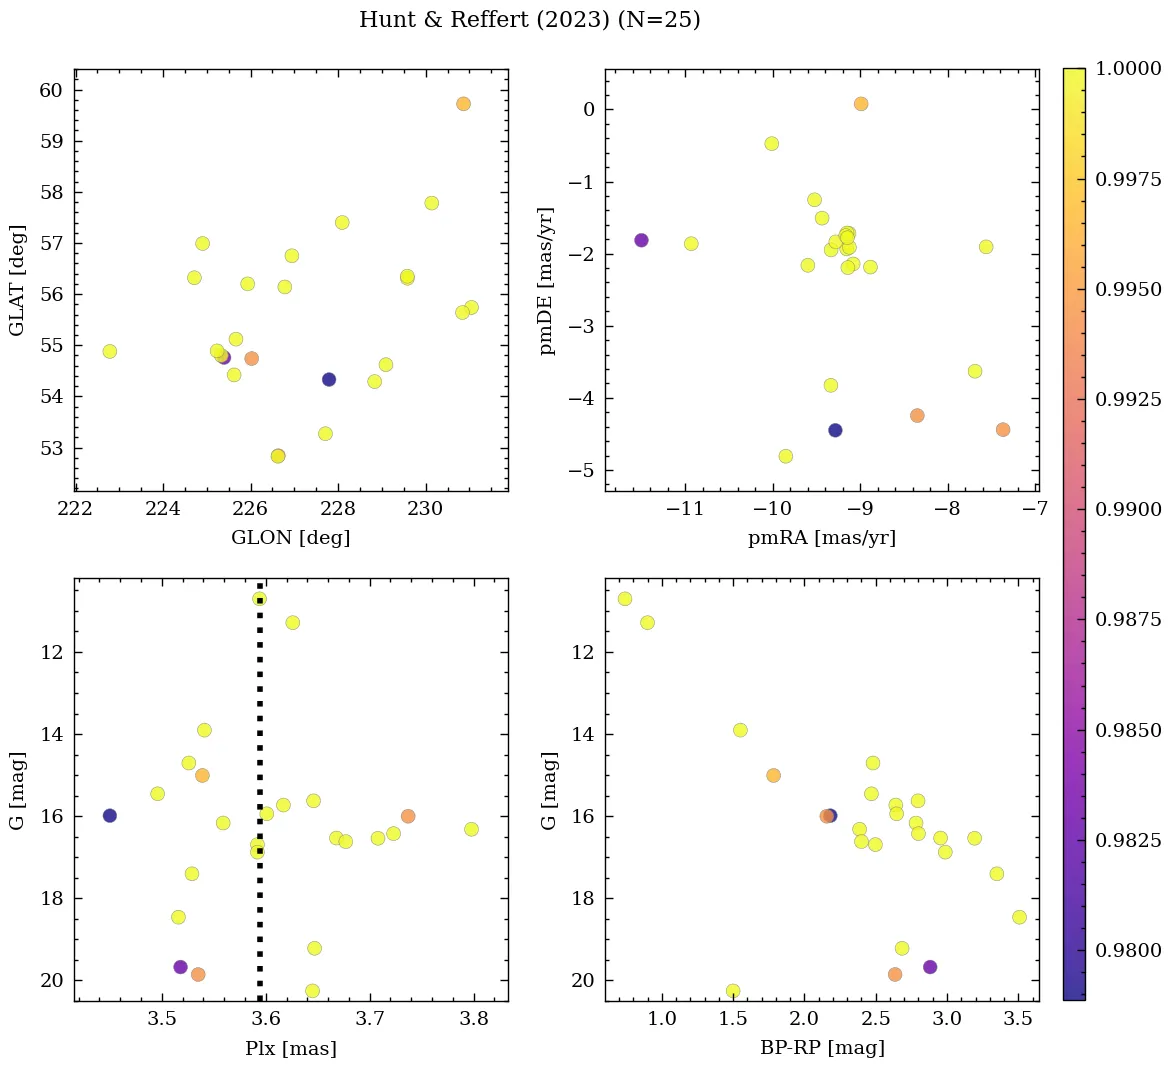 Hunt & Reffert (2023) (N=25)
60
59
58
57
56
55
54
53
GLAT [deg]
222 224 226 228 230
GLON [deg]
0
−1
−2
−3
−4
−5
pmDE [mas/yr]
−11 −10 −9 −8 −7
pmRA [mas/yr]
12
14
16
18
20
G [mag]
3.5 3.6 3.7 3.8
Plx [mas]
12
14
16
18
20
G [mag]
1.0 1.5 2.0 2.5 3.0 3.5
BP-RP [mag]
1.0000
0.9975
0.9950
0.9925
0.9900
0.9875
0.9850
0.9825
0.9800